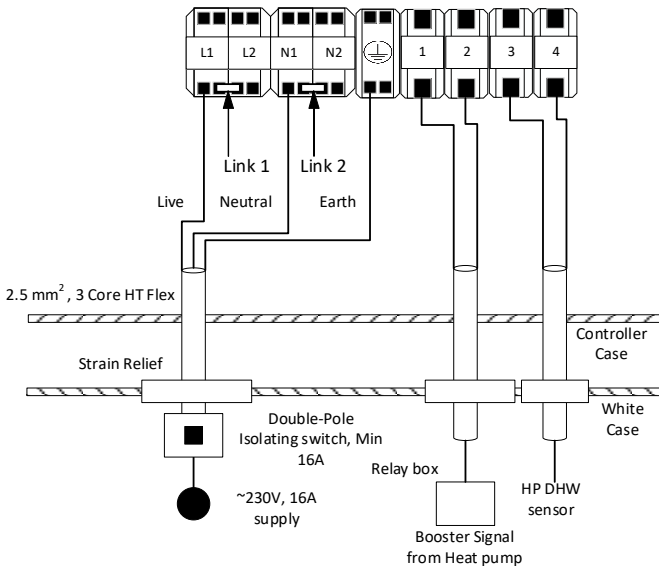 L1 L2 N1 N2 1 2 3 4
Link 1 Link 2
Live Neutral Earth
2.5 mm², 3 Core HT Flex
Controller
Case
Strain Relief
White
Case
Double-Pole
Isolating switch, Min
16A
Relay box
~230V, 16A
supply
HP DHW
sensor
Booster Signal
from Heat pump